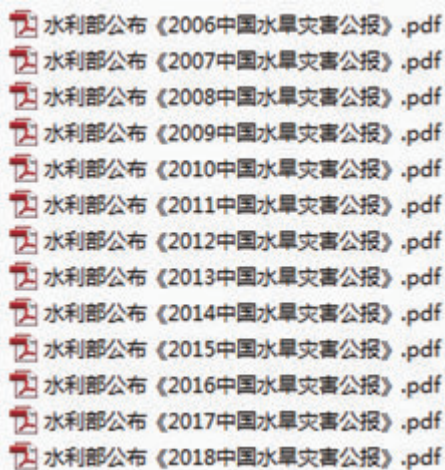 水利部公布《2006中国水旱灾害公报》.pdf
水利部公布《2007中国水旱灾害公报》.pdf
水利部公布《2008中国水旱灾害公报》.pdf
水利部公布《2009中国水旱灾害公报》.pdf
水利部公布《2010中国水旱灾害公报》.pdf
水利部公布《2011中国水旱灾害公报》.pdf
水利部公布《2012中国水旱灾害公报》.pdf
水利部公布《2013中国水旱灾害公报》.pdf
水利部公布《2014中国水旱灾害公报》.pdf
水利部公布《2015中国水旱灾害公报》.pdf
水利部公布《2016中国水旱灾害公报》.pdf
水利部公布《2017中国水旱灾害公报》.pdf
水利部公布《2018中国水旱灾害公报》.pdf